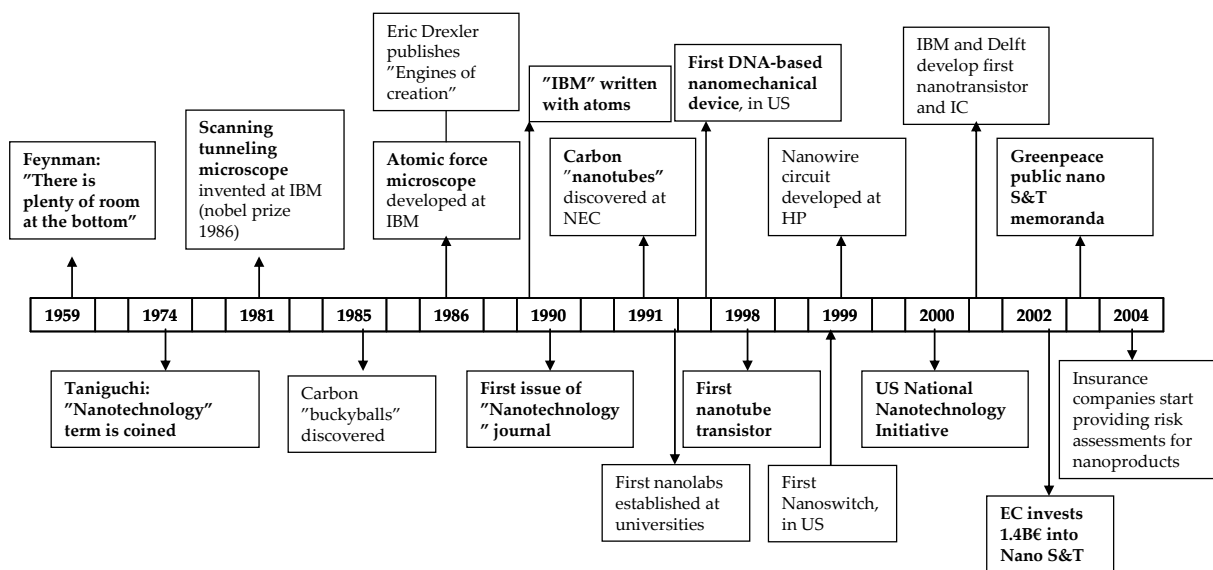 Eric Drexler
publishes
”Engines of
creation”
”IBM” written
with atoms
First DNA-based
nanomechanical
device, in US
IBM and Delft
develop first
nanotransistor
and IC
Feynman:
”There is
plenty of room
at the bottom”
Scanning
tunneling
microscope
invented at IBM
(nobel prize
1986)
Atomic force
microscope
developed at
IBM
Carbon
”nanotubes”
discovered at
NEC
Nanowire
circuit
developed at
HP
Greenpeace
public nano
S&T
memoranda
1959 1974 1981 1985 1986 1990 1991 1998 1999 2000 2002 2004
Taniguchi:
”Nanotechnology”
term is coined
Carbon
”buckyballs”
discovered
First issue of
”Nanotechnology
” journal
First
nanotube
transistor
US National
Nanotechnology
Initiative
Insurance
companies start
providing risk
assessments for
nanoproducts
First nanolabs
established at
universities
First
Nanoswitch,
in US
EC invests
1.4B€ into
Nano S&T